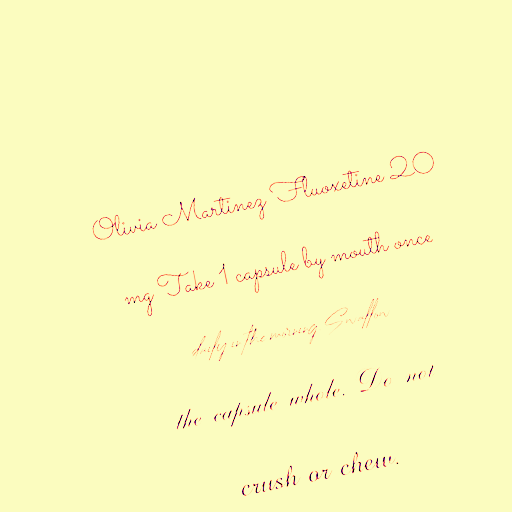 Olivia Martinez Fluoxetine 20
mg Take 1 capsule by mouth once
daily in the morning Swallow
the capsule whole. Do not
crush or chew.